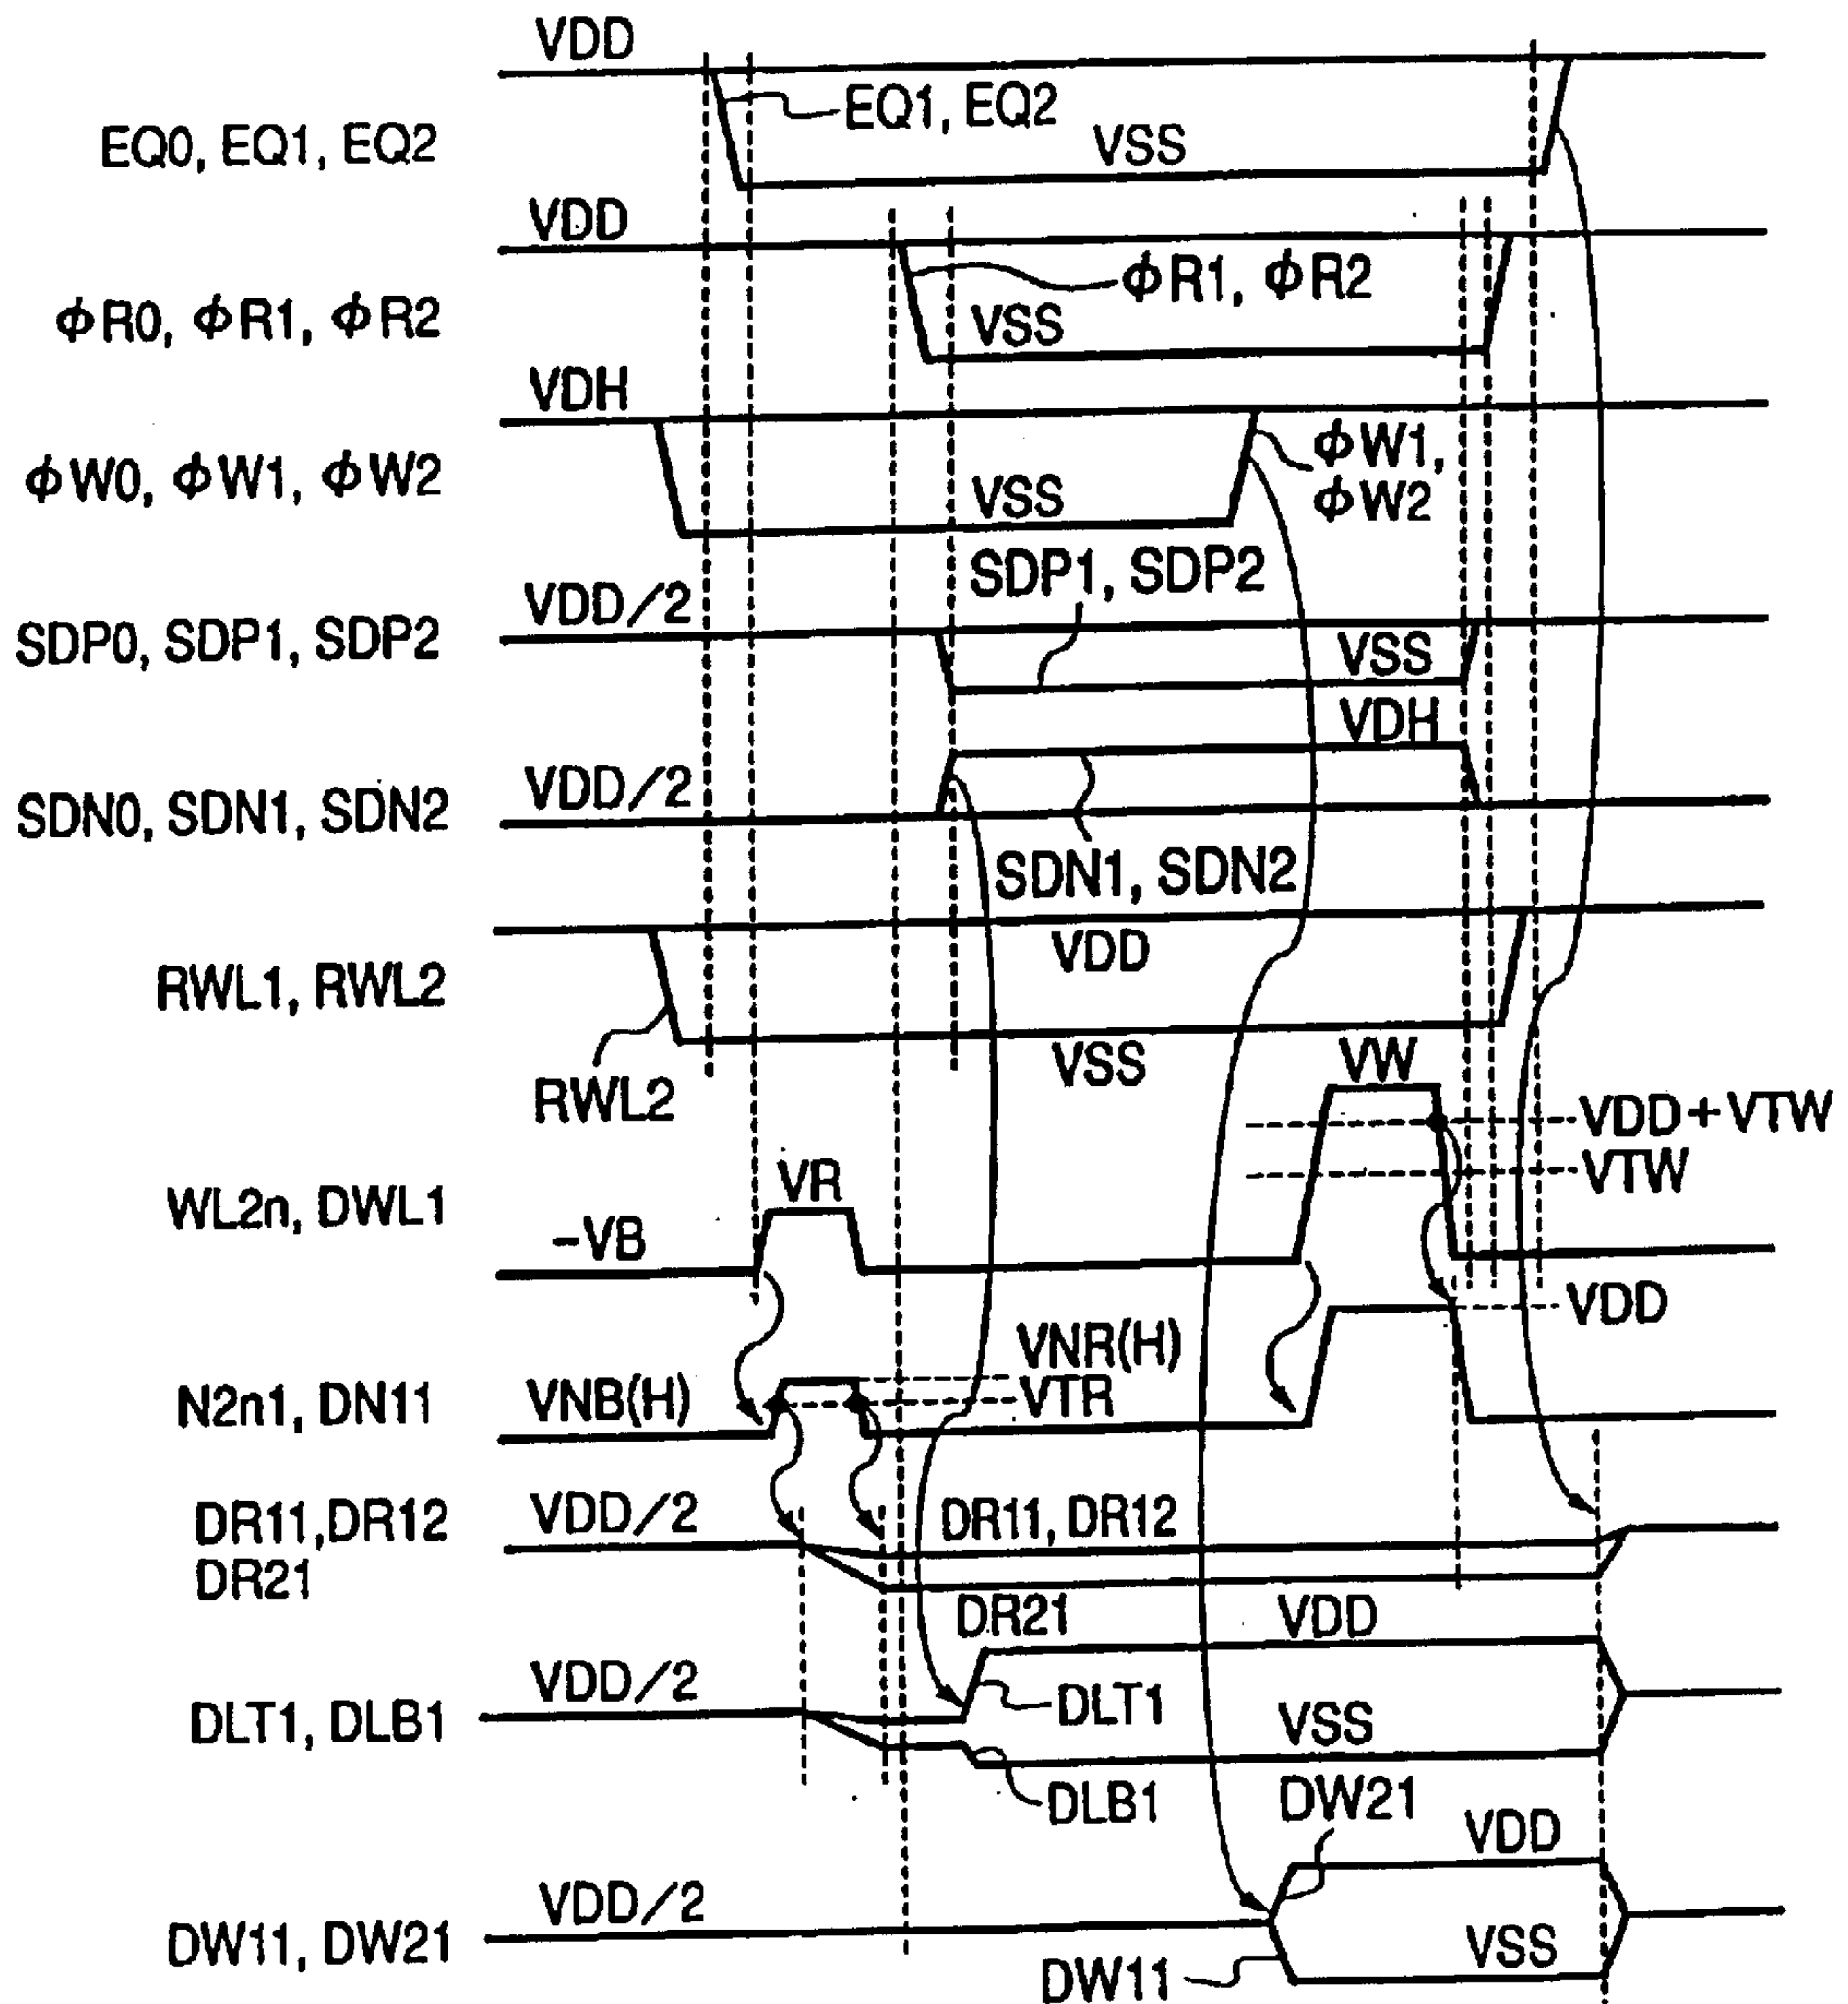 VDD
EQ1, EQ2
EQ0, EQ1, EQ2
VSS
VDD
ϕR1, ϕR2
ϕR0, ϕR1, ϕR2
VSS
VDH
ϕW1,
ϕW2
ϕW0, ϕW1, ϕW2
VSS
SDP1, SDP2
VDD/2
SDP0, SDP1, SDP2
VSS
VDH
VDD/2
SDN0, SDN1, SDN2
SDN1, SDN2
VDD
RWL1, RWL2
VSS
RWL2
VW
VDD+VTW
VTW
VR
WL2n, DWL1
-VB
VDD
VNR(H)
VTR
N2n1, DN11
VNB(H)
DR11,DR12
DR21
VDD/2
DR11, DR12
DR21
VDD
VDD/2
DLT1
DLT1, DLB1
VSS
DLB1
DW21
VDD
VDD/2
DW11, DW21
VSS
DW11